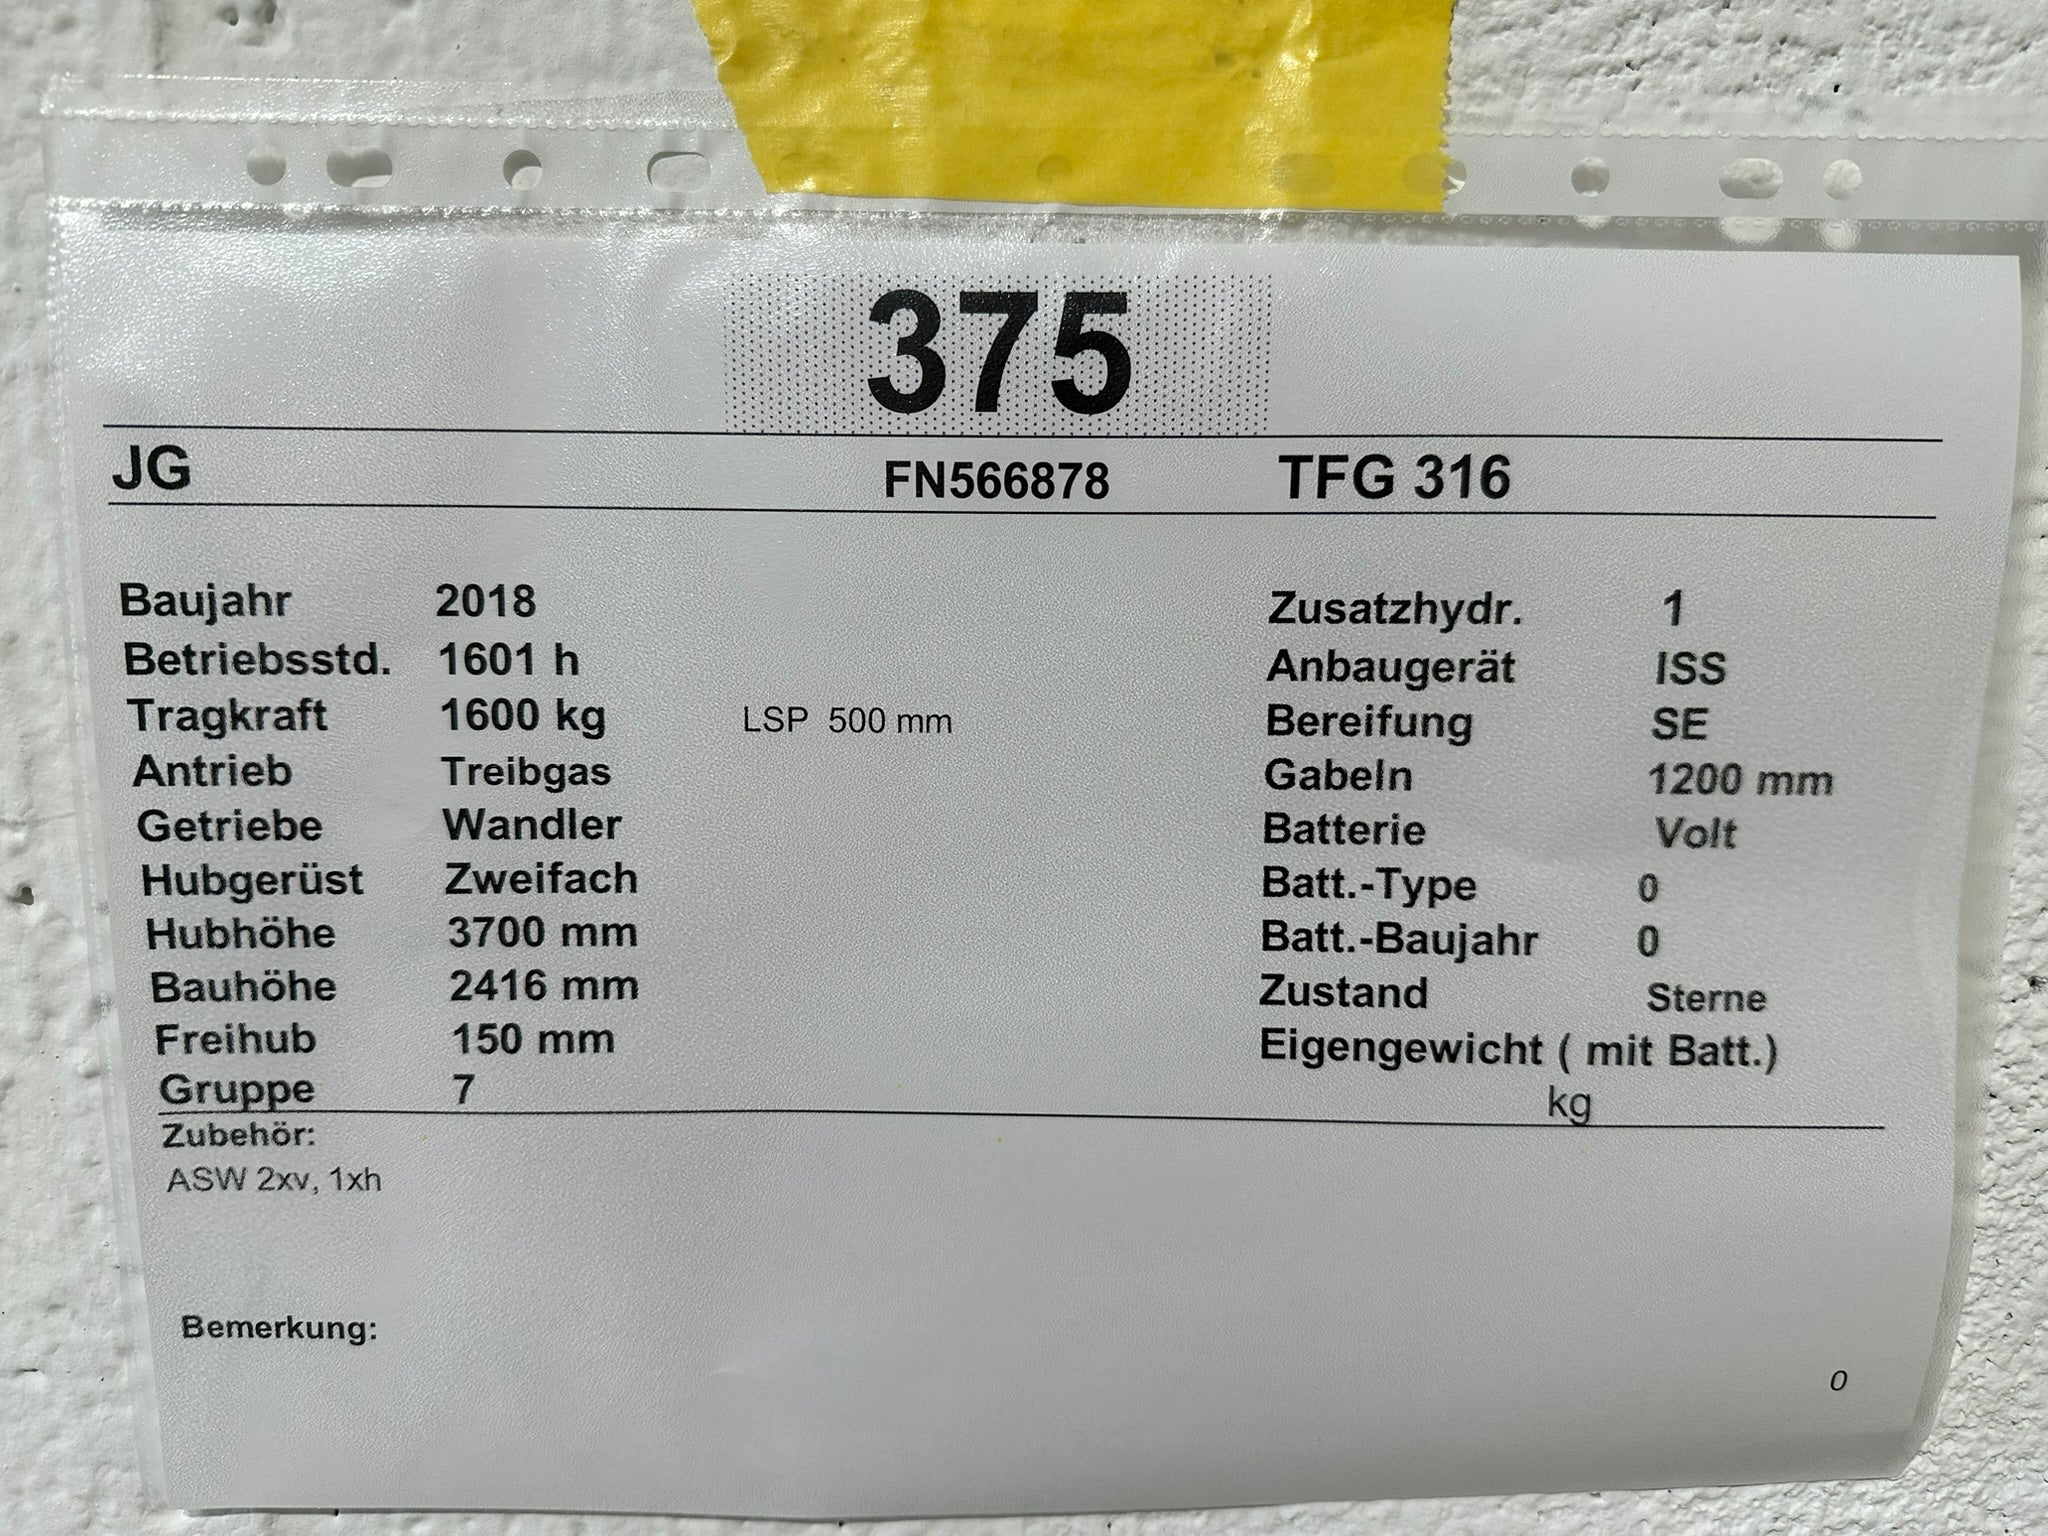 375
JG FN566878 TFG 316
Baujahr 2018 Zusatzhydr. 1
Betriebsstd. 1601 h Anbaugerät ISS
Tragkraft 1600 kg LSP 500 mm Bereifung SE
Antrieb Treibgas Gabeln 1200 mm
Getriebe Wandler Batterie Volt
Hubgerüst Zweifach Batt.-Type 0
Hubhöhe 3700 mm Batt.-Baujahr 0
Bauhöhe 2416 mm Zustand Sterne
Freihub 150 mm Eigengewicht ( mit Batt.)
Gruppe 7 kg
Zubehör:
ASW 2xv, 1xh
Bemerkung:
0